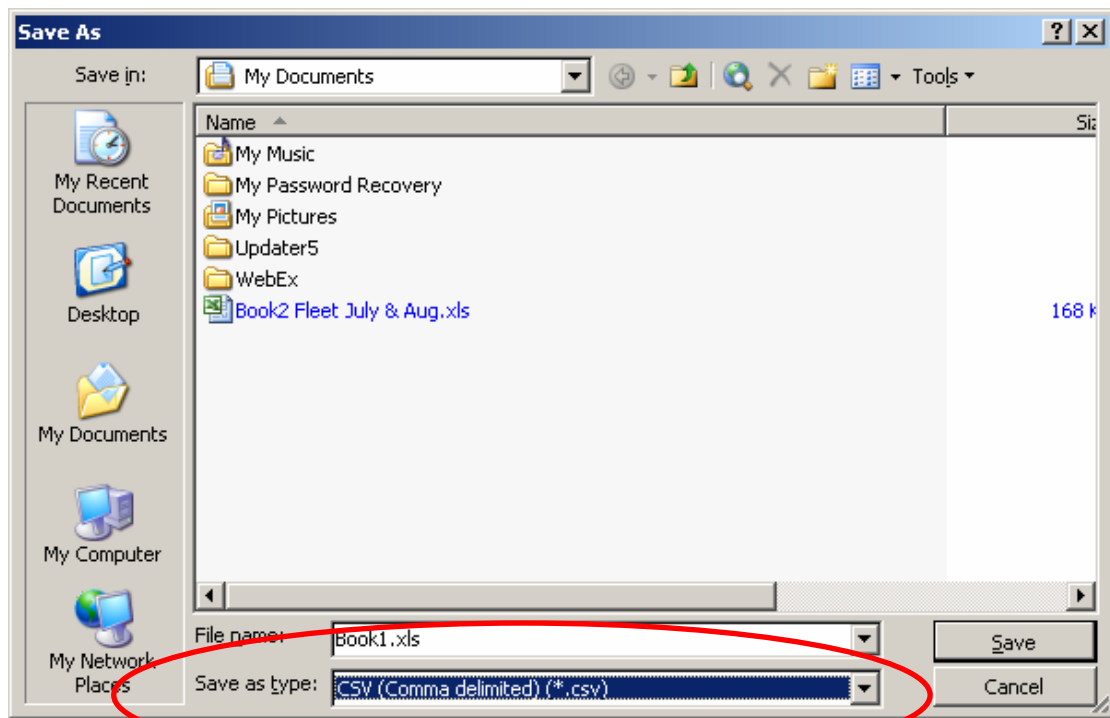 Save As
Save in:
My Documents
Tools
Name
My Music
My Password Recovery
My Pictures
Updater5
WebEx
Book2 Fleet July & Aug.xls
168 K
My Recent
Documents
Desktop
My Documents
My Computer
My Network
Places
File name:
Book1.xls
Save
Save as type:
CSV (Comma delimited) (*.csv)
Cancel